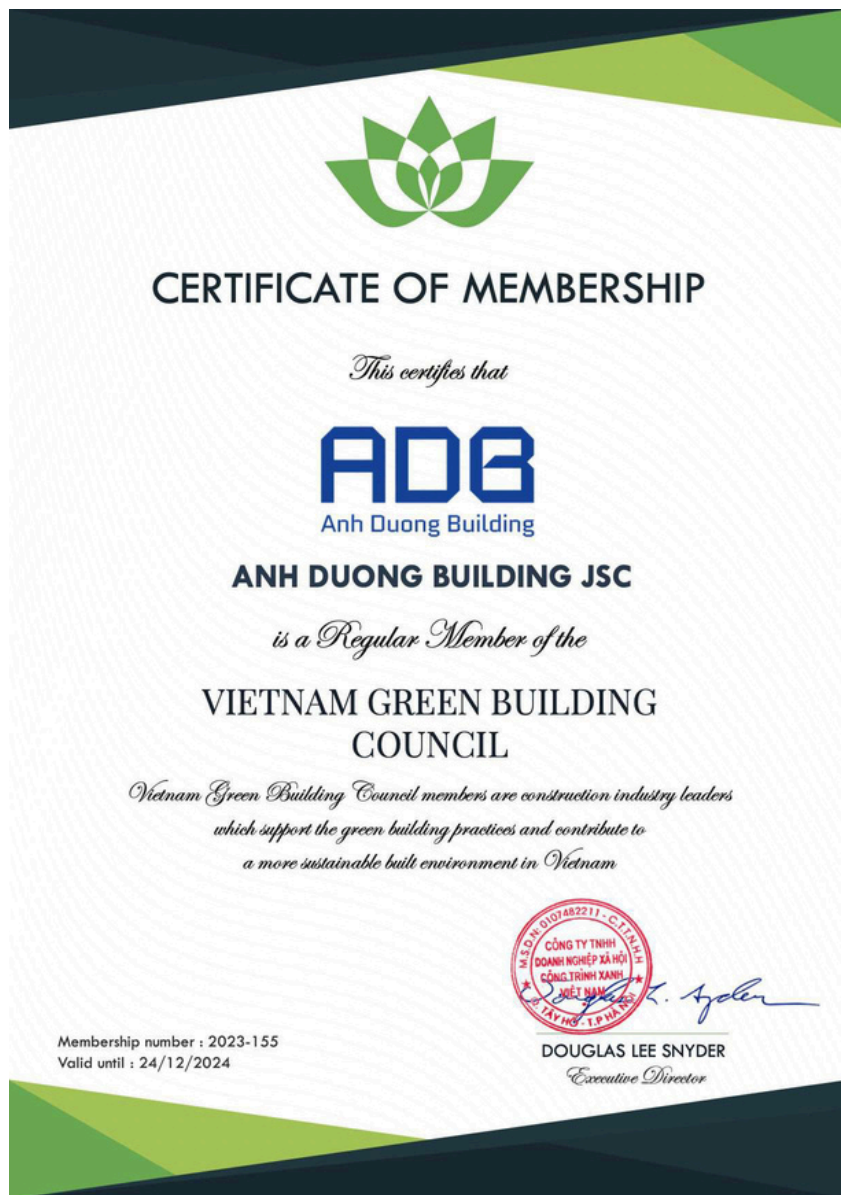 CERTIFICATE OF MEMBERSHIP
This certifies that
ADB
Anh Duong Building
ANH DUONG BUILDING JSC
is a Regular Member of the
VIETNAM GREEN BUILDING
COUNCIL
Vietnam Green Building Council members are construction industry leaders
which support the green building practices and contribute to
a more sustainable built environment in Vietnam
M.S.D.N: 0107482211 - C.T.T.N.H.H
CÔNG TY TNHH
DOANH NGHIỆP XÃ HỘI
CÔNG TRÌNH XANH
VIỆT NAM
Q. TÂY HỒ - T.P HÀ NỘI
Membership number : 2023-155
Valid until : 24/12/2024
DOUGLAS LEE SNYDER
Executive Director